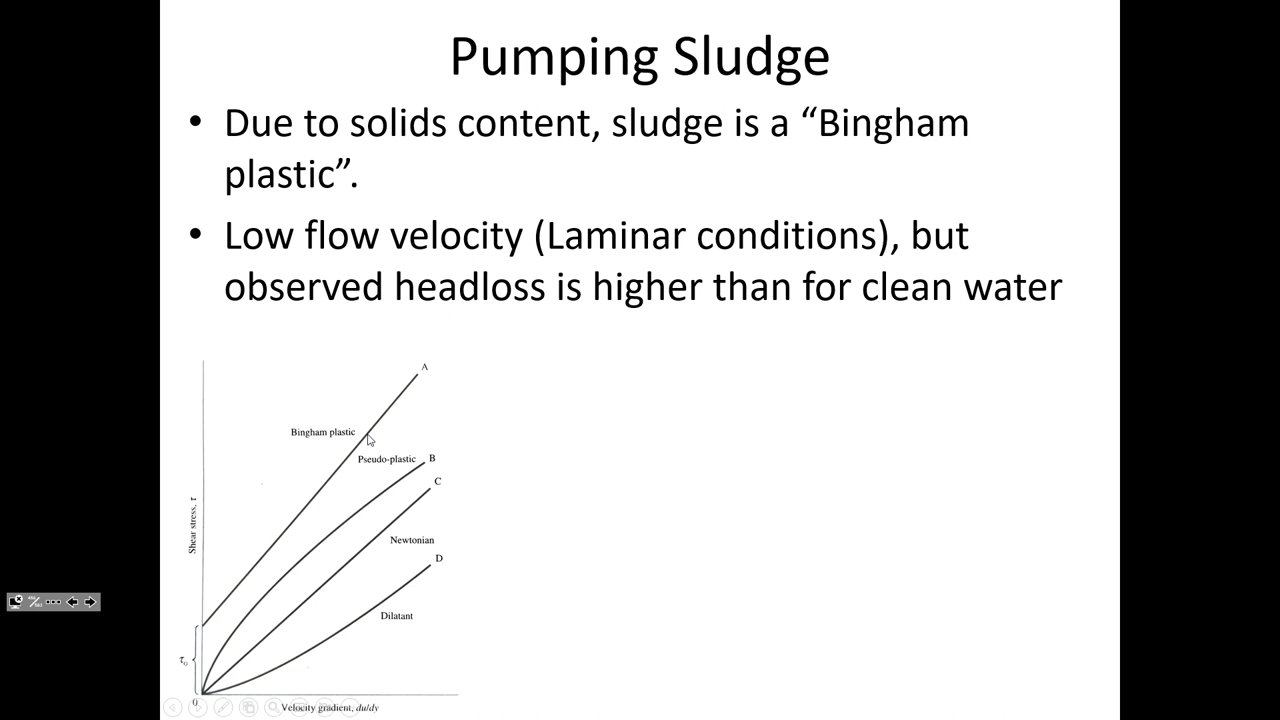 Pumping Sludge
• Due to solids content, sludge is a “Bingham
plastic”.
• Low flow velocity (Laminar conditions), but
observed headloss is higher than for clean water
A
Bingham plastic
Pseudo-plastic B
C
Shear stress, τ
Newtonian
D
Dilatant
τ₀
0
Velocity gradient, du/dy